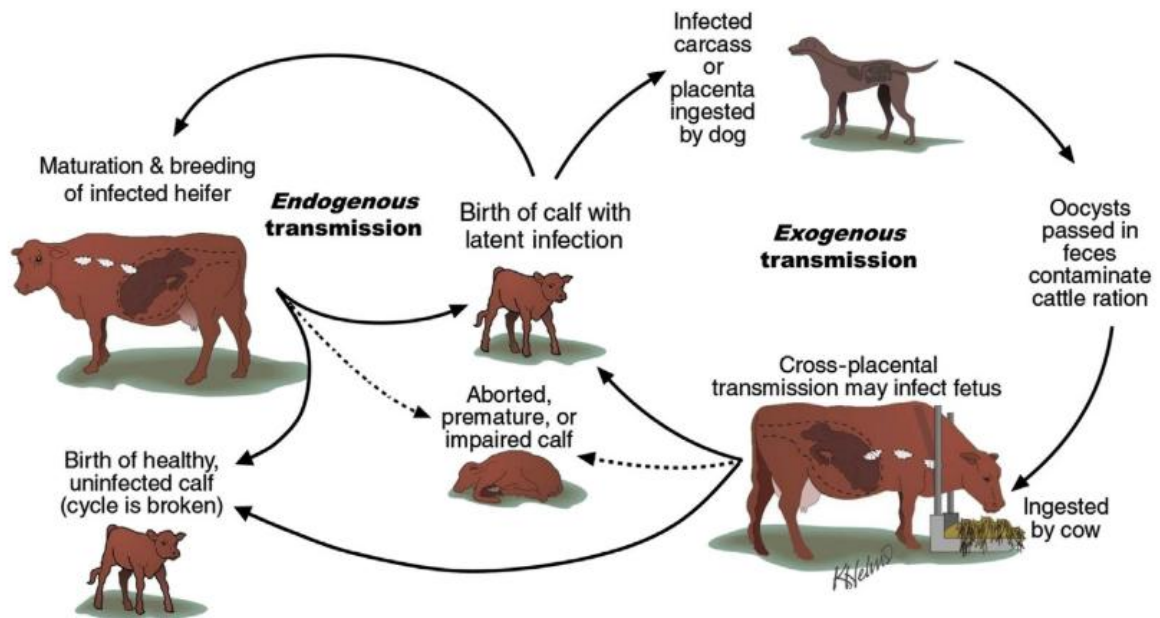 Infected
carcass
or
placenta
ingested
by dog
Maturation & breeding
of infected heifer
Endogenous
transmission
Birth of calf with
latent infection
Exogenous
transmission
Oocysts
passed in
feces
contaminate
cattle ration
Cross-placental
transmission may infect fetus
Aborted,
premature, or
impaired calf
Birth of healthy,
uninfected calf
(cycle is broken)
Ingested
by cow